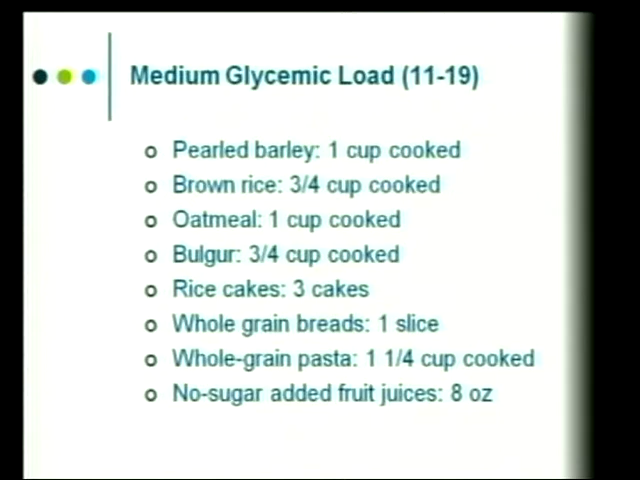 Medium Glycemic Load (11-19)
Pearled barley: 1 cup cooked
Brown rice: 3/4 cup cooked
Oatmeal: 1 cup cooked
Bulgur: 3/4 cup cooked
Rice cakes: 3 cakes
Whole grain breads: 1 slice
Whole-grain pasta: 1 1/4 cup cooked
No-sugar added fruit juices: 8 oz